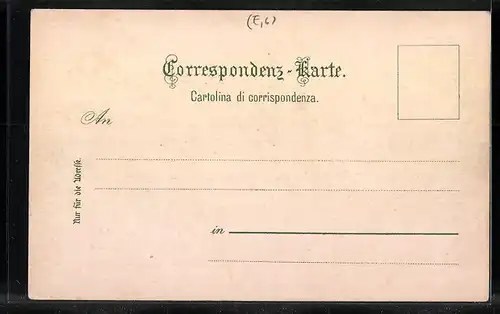 (E,6)
Correspondenz-Karte.
Cartolina di corrispondenza.
An
Nur für die Adresse.
in